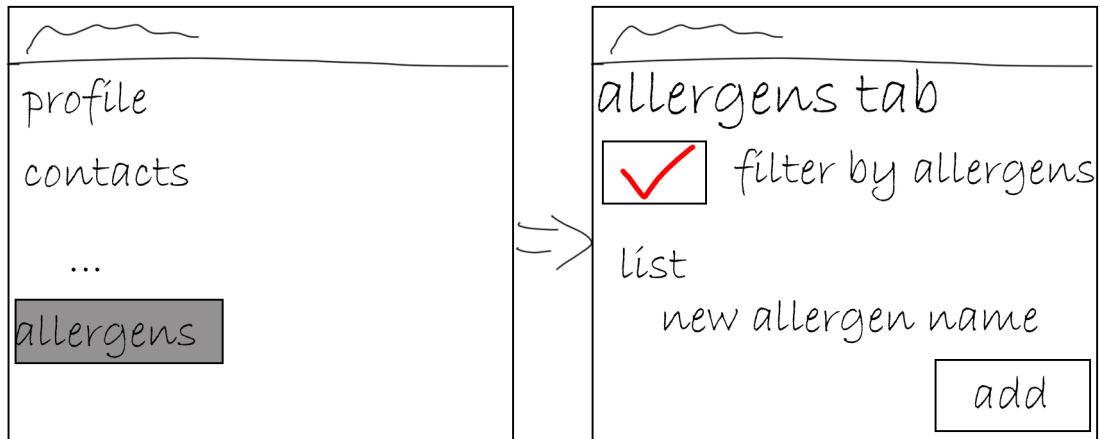 profile
contacts
...
allergens
allergens tab
filter by allergens
list
new allergen name
add